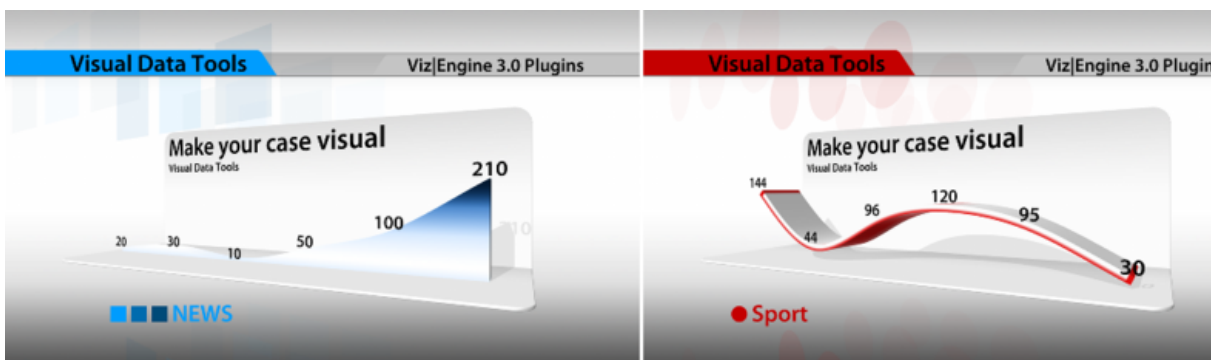 Visual Data Tools
Viz|Engine 3.0 Plugins
Make your case visual
Visual Data Tools
20
30
10
50
100
210
210
NEWS
Visual Data Tools
Viz|Engine 3.0 Plugin
Make your case visual
Visual Data Tools
144
44
96
120
95
30
Sport